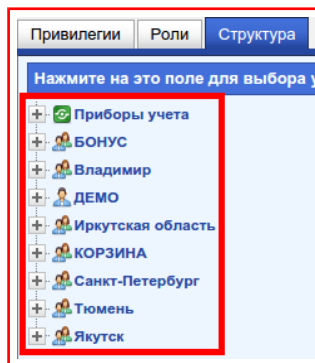 Привилегии Роли Структура
Нажмите на это поле для выбора
Приборы учета
БОНУС
Владимир
ДЕМО
Иркутская область
КОРЗИНА
Санкт-Петербург
Тюмень
Якутск